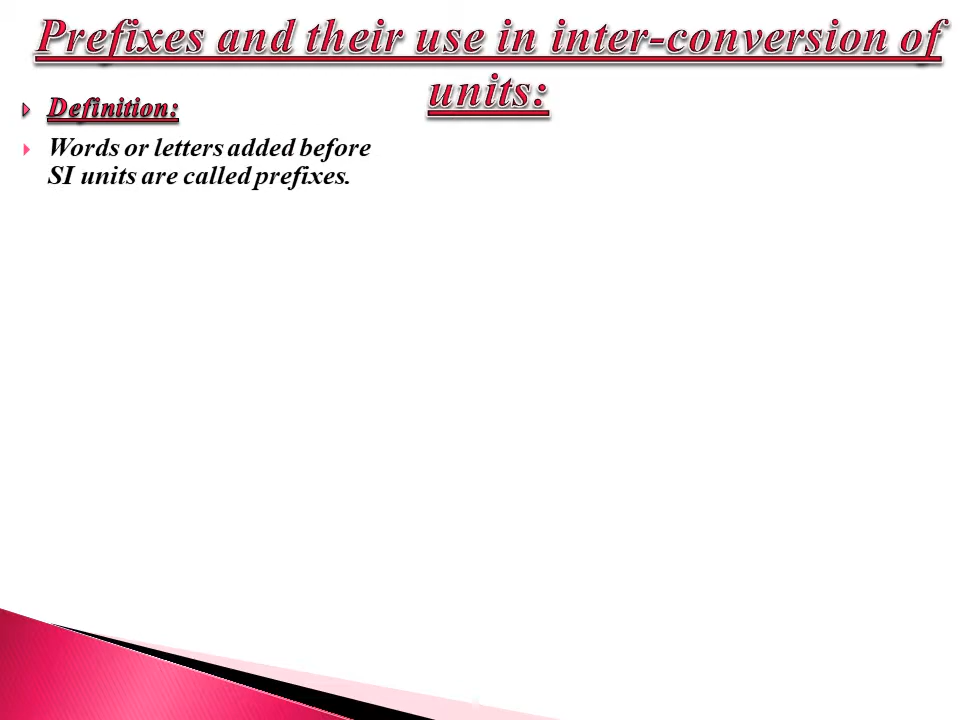 Prefixes and their use in inter-conversion of
units:
Definition:
Words or letters added before
SI units are called prefixes.